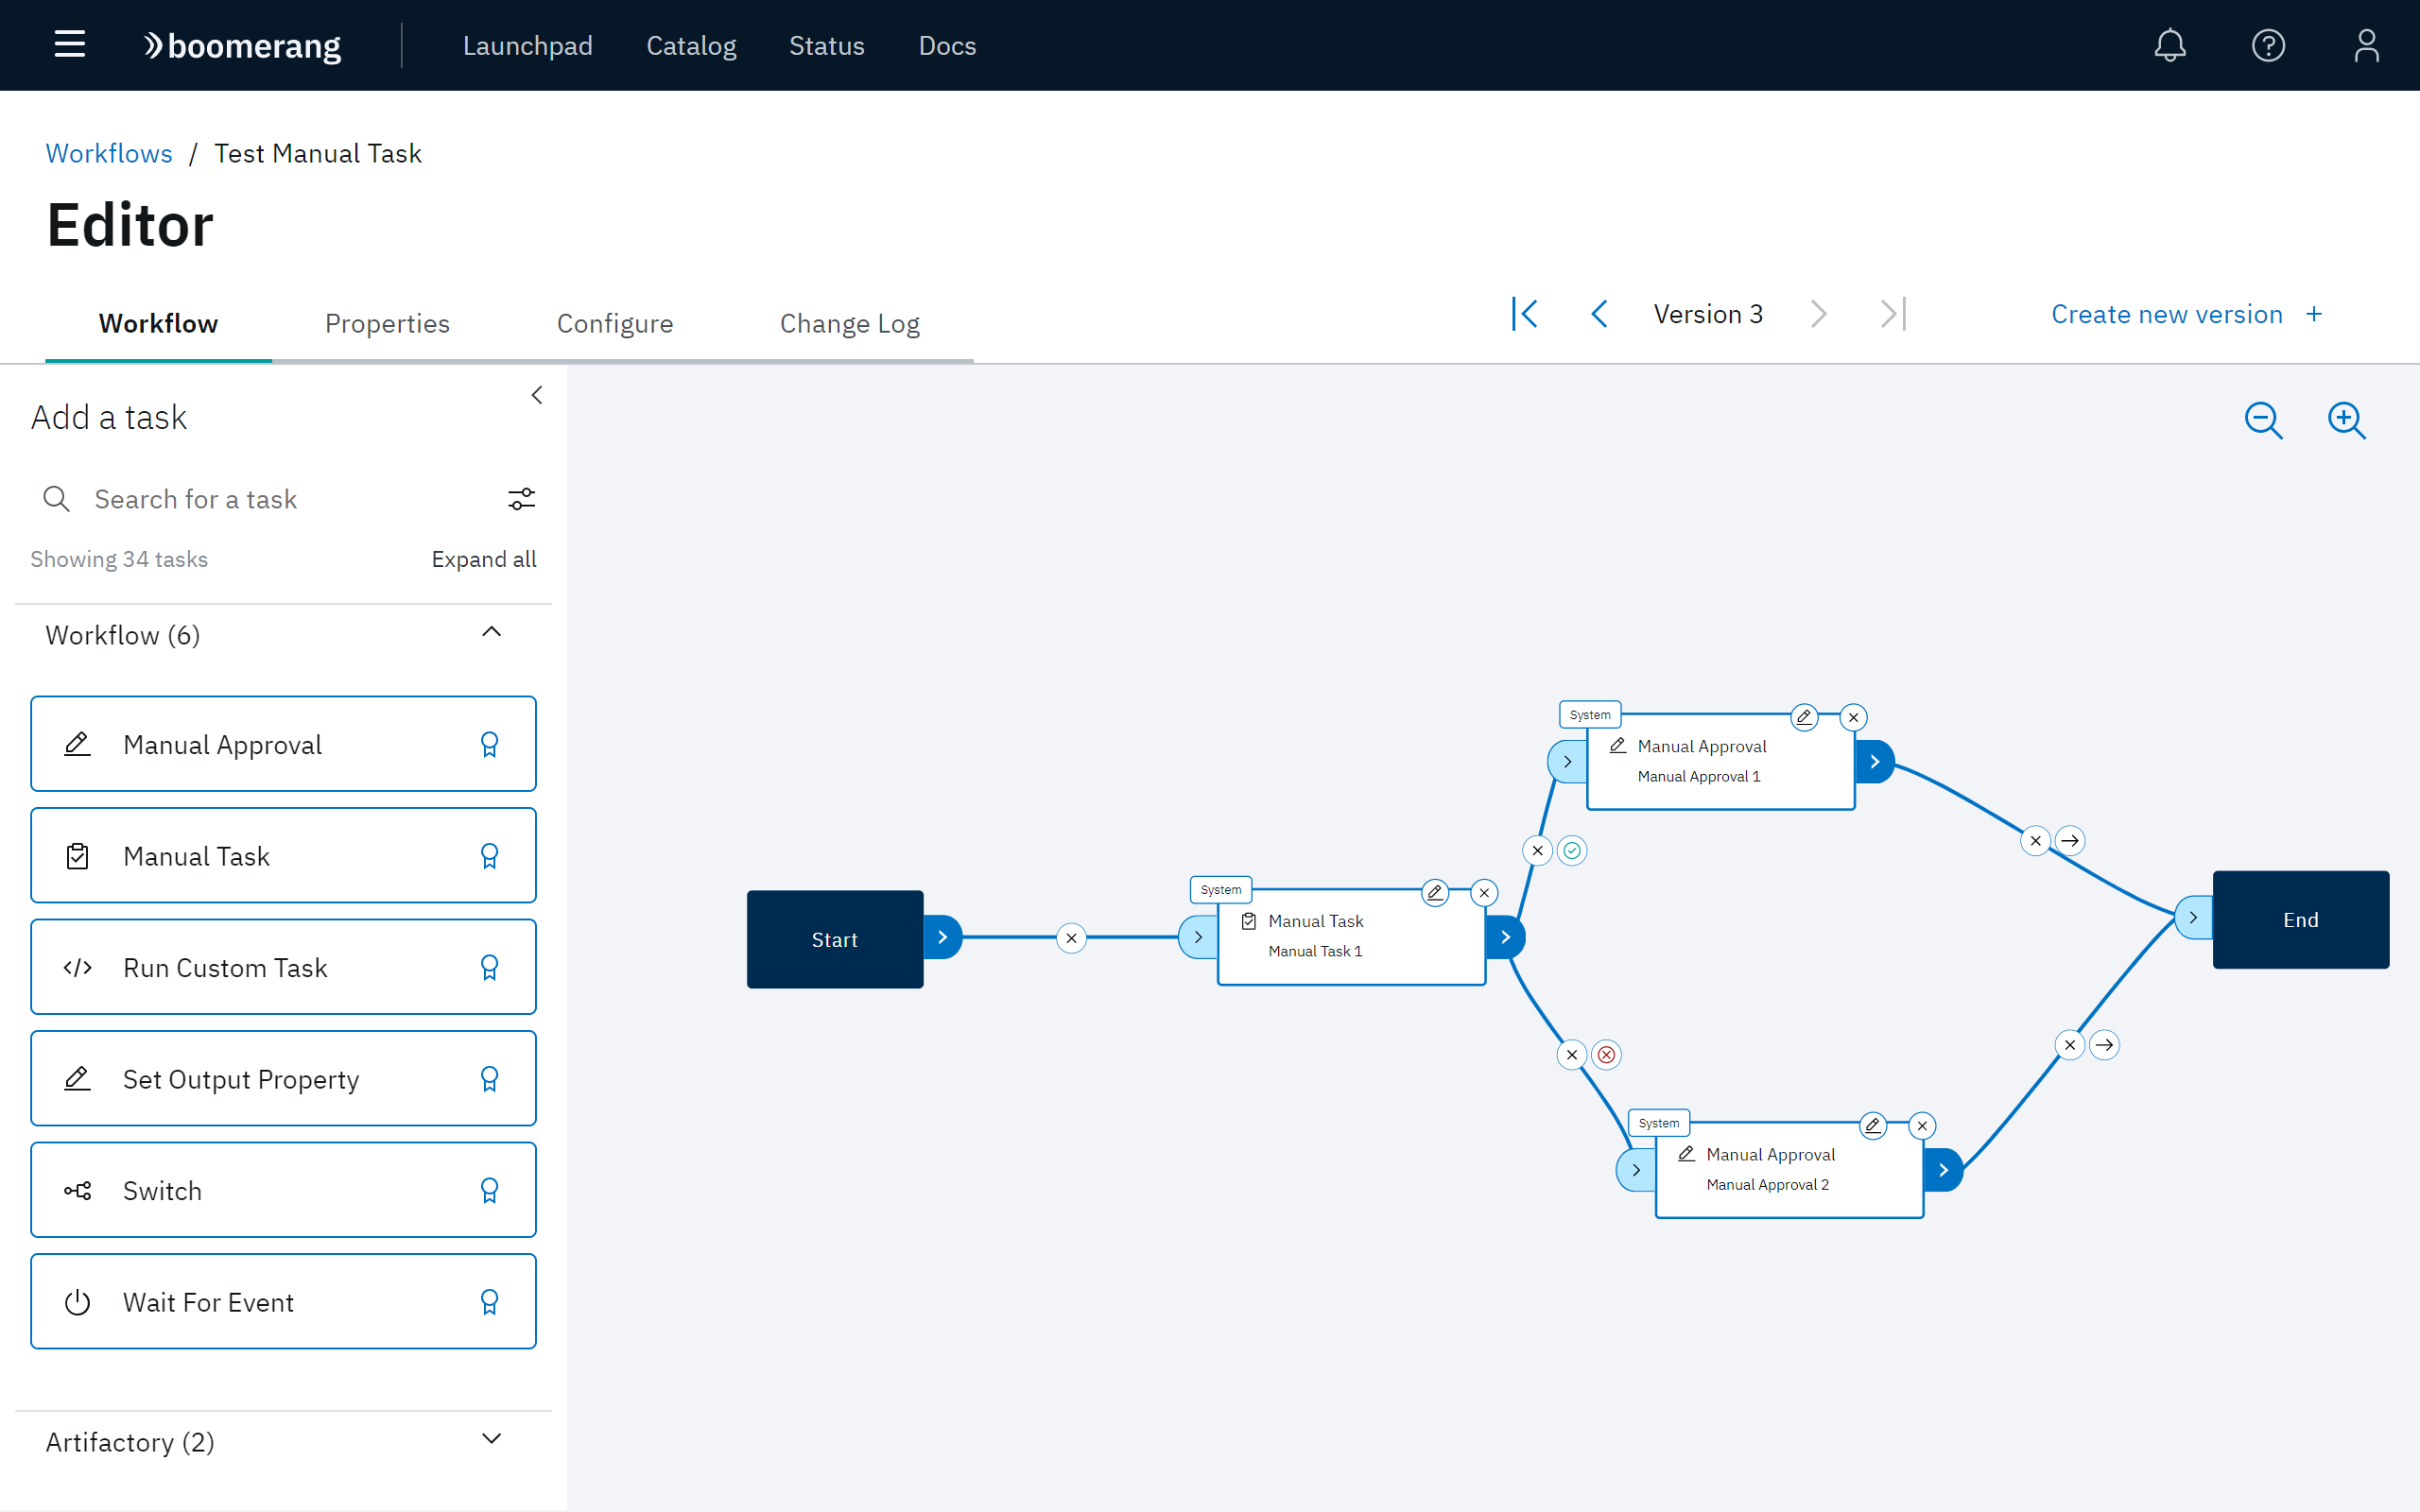 boomerang
Launchpad
Catalog
Status
Docs
Workflows / Test Manual Task
Editor
Workflow
Properties
Configure
Change Log
Version 3
Create new version +
Add a task
Search for a task
Showing 34 tasks
Expand all
Workflow (6)
Manual Approval
Manual Task
Run Custom Task
Set Output Property
Switch
Wait For Event
Artifactory (2)
Start
System
Manual Task
Manual Task 1
System
Manual Approval
Manual Approval 1
System
Manual Approval
Manual Approval 2
End